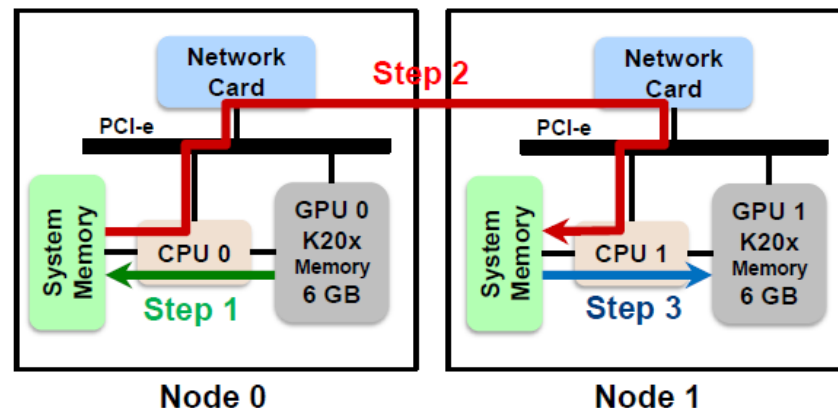 Network
Card
Step 2
Network
Card
PCI-e
PCI-e
System
Memory
CPU 0
GPU 0
K20x
Memory
6 GB
Step 1
System
Memory
CPU 1
GPU 1
K20x
Memory
6 GB
Step 3
Node 0
Node 1